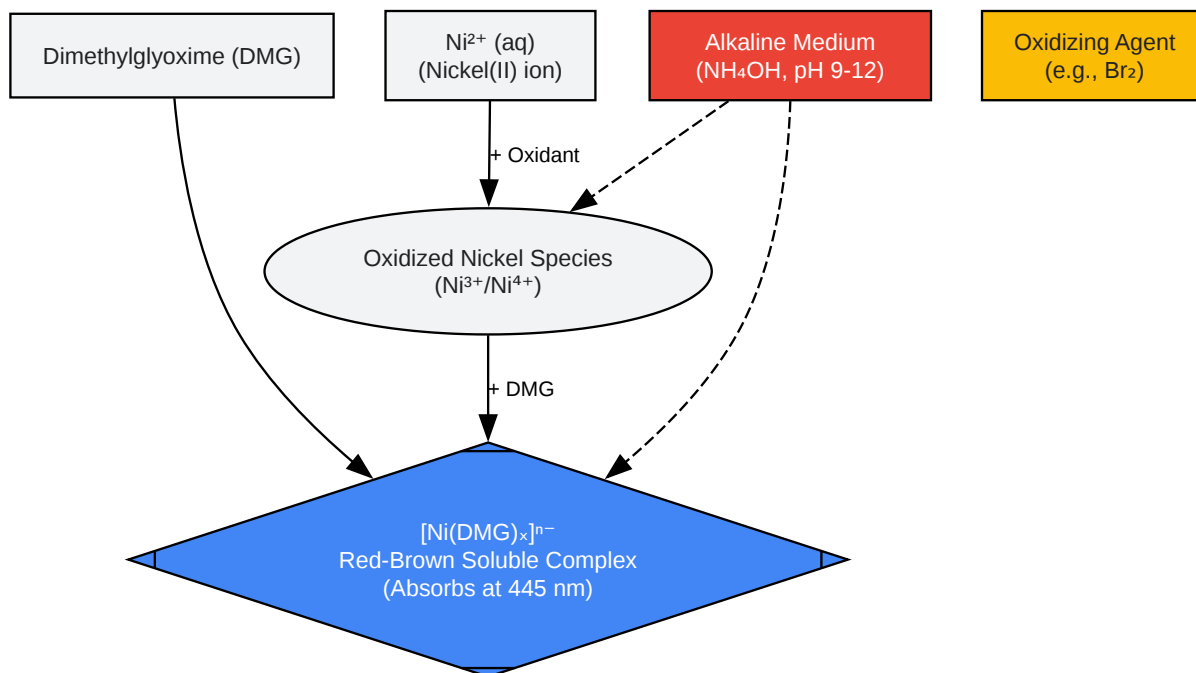 Dimethylglyoxime (DMG)
Ni²⁺ (aq)
(Nickel(II) ion)
Alkaline Medium
(NH₄OH, pH 9-12)
Oxidizing Agent
(e.g., Br₂)
+ Oxidant
Oxidized Nickel Species
(Ni³⁺/Ni⁴⁺)
+ DMG
[Ni(DMG)ₓ]ⁿ⁻
Red-Brown Soluble Complex
(Absorbs at 445 nm)